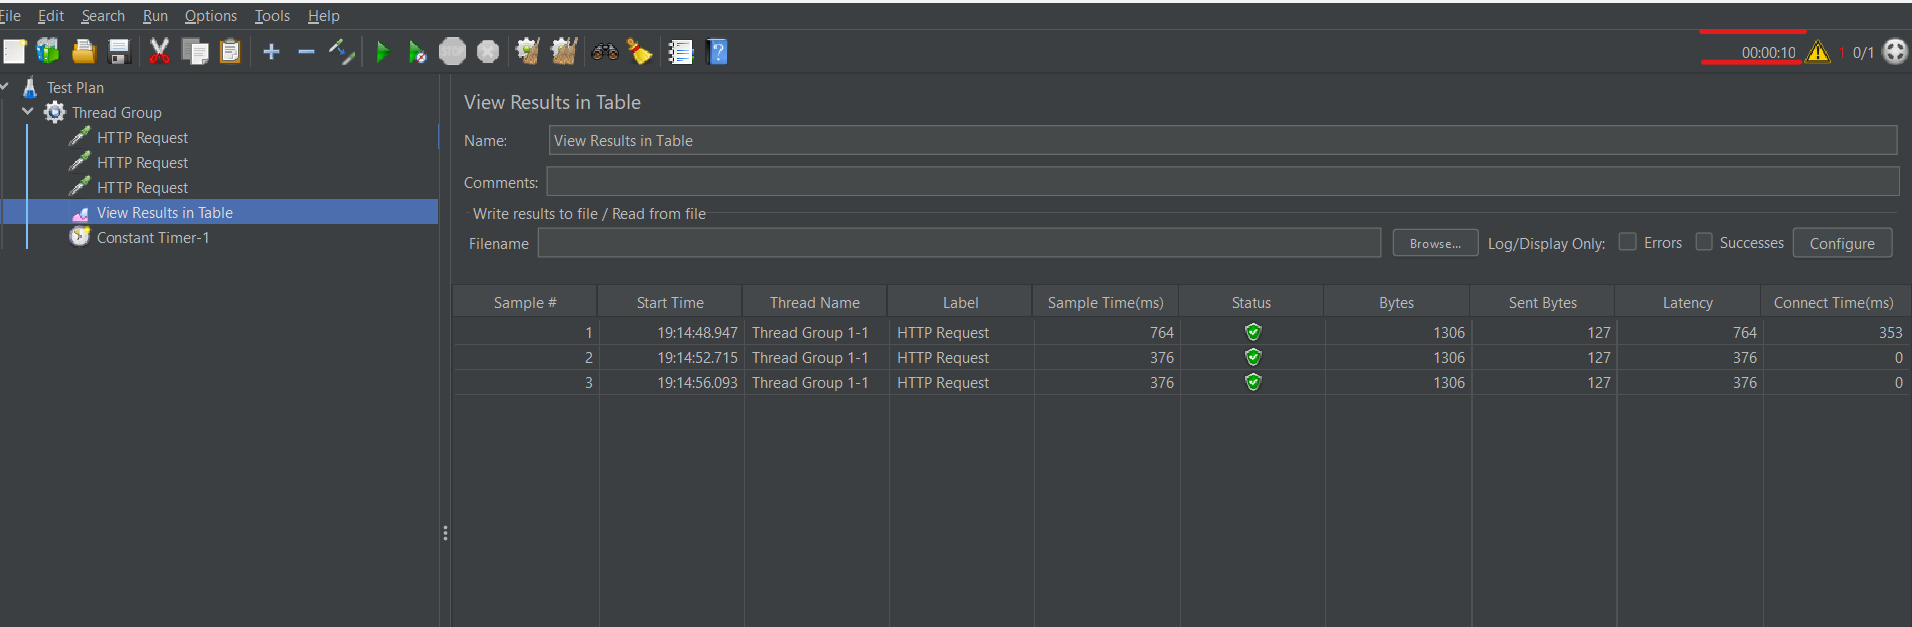 File Edit Search Run Options Tools Help
STOP
?
00:00:10 1 0/1
Test Plan
Thread Group
HTTP Request
HTTP Request
HTTP Request
View Results in Table
Constant Timer-1
View Results in Table
Name: View Results in Table
Comments:
Write results to file / Read from file
Filename Browse... Log/Display Only: Errors Successes Configure
Sample # Start Time Thread Name Label Sample Time(ms) Status Bytes Sent Bytes Latency Connect Time(ms)
1 19:14:48.947 Thread Group 1-1 HTTP Request 764 1306 127 764 353
2 19:14:52.715 Thread Group 1-1 HTTP Request 376 1306 127 376 0
3 19:14:56.093 Thread Group 1-1 HTTP Request 376 1306 127 376 0